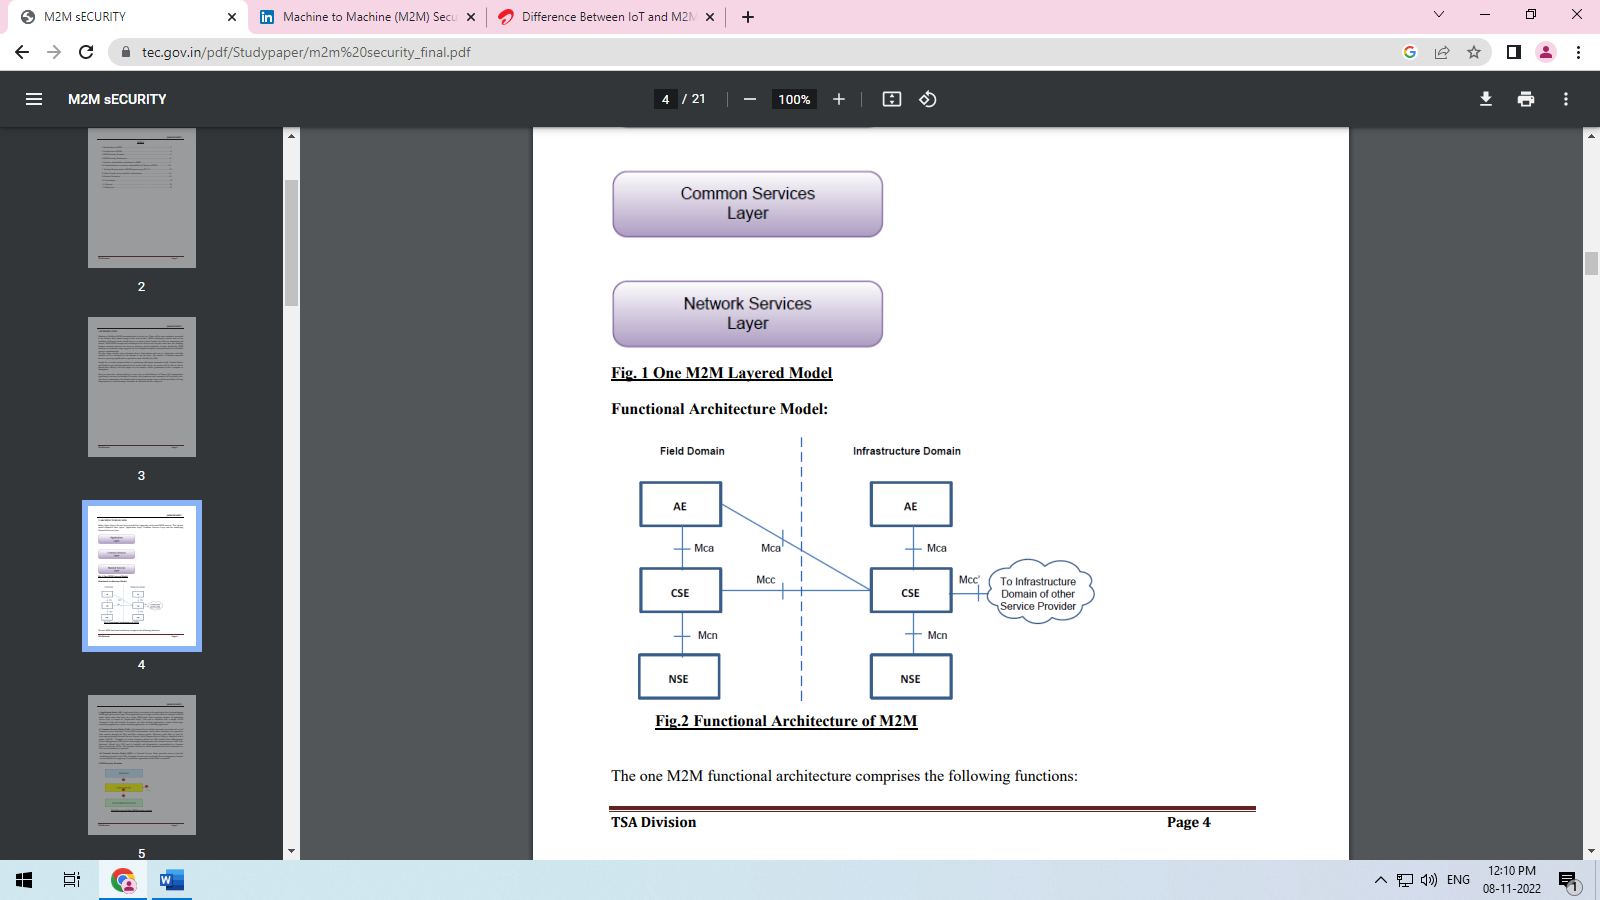 M2M sECURITY
Machine to Machine (M2M) Secu
Difference Between IoT and M2M
tec.gov.in/pdf/Studypaper/m2m%20security_final.pdf
M2M sECURITY
4 / 21
100%
2
3
4
5
Common Services
Layer
Network Services
Layer
Fig. 1 One M2M Layered Model
Functional Architecture Model:
Field Domain
Infrastructure Domain
AE
AE
Mca
Mca
Mca
CSE
Mcc
CSE
Mcc'
To Infrastructure
Domain of other
Service Provider
Mcn
Mcn
NSE
NSE
Fig.2 Functional Architecture of M2M
The one M2M functional architecture comprises the following functions:
TSA Division
Page 4
ENG
12:10 PM
08-11-2022
1